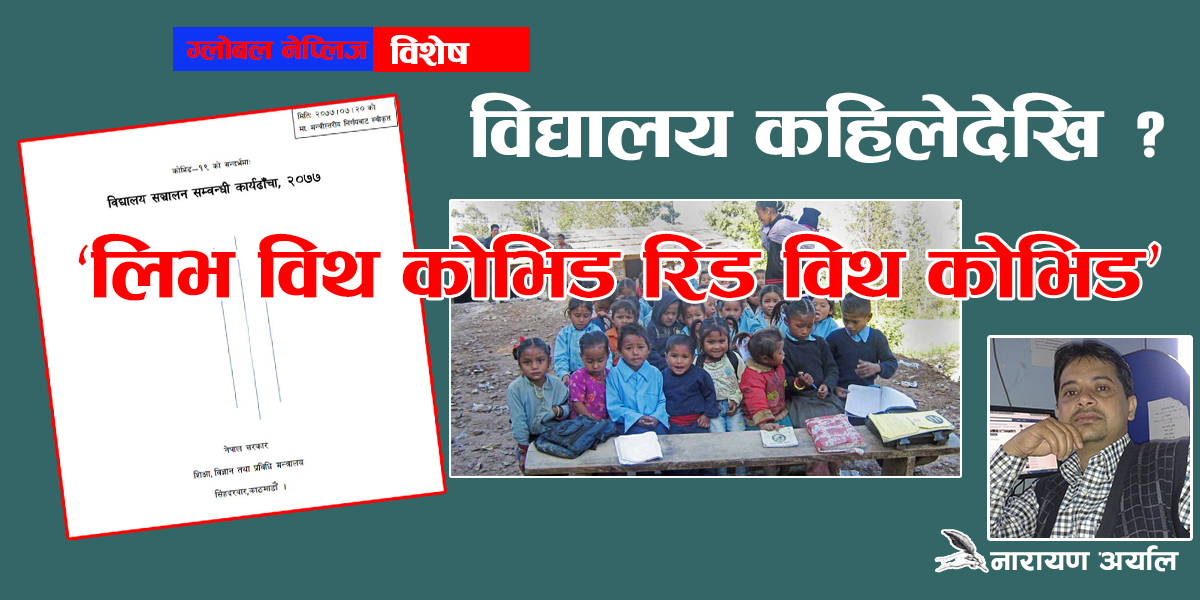 ग्लोबल नेप्लिज विशेष
विद्यालय कहिलेदेखि ?
'लिभ विथ कोभिड रिड विथ कोभिड'
मिति: २०७७।०७।२० को
मा. मन्त्रीस्तरीय निर्णयबाट स्वीकृत
कोभिड–१९ को सन्दर्भमा:
विद्यालय सञ्चालन सम्बन्धी कार्यढाँचा, २०७७
नेपाल सरकार
शिक्षा, विज्ञान तथा प्रविधि मन्त्रालय
सिंहदरवार,काठमाडौँ ।
नारायण अर्याल